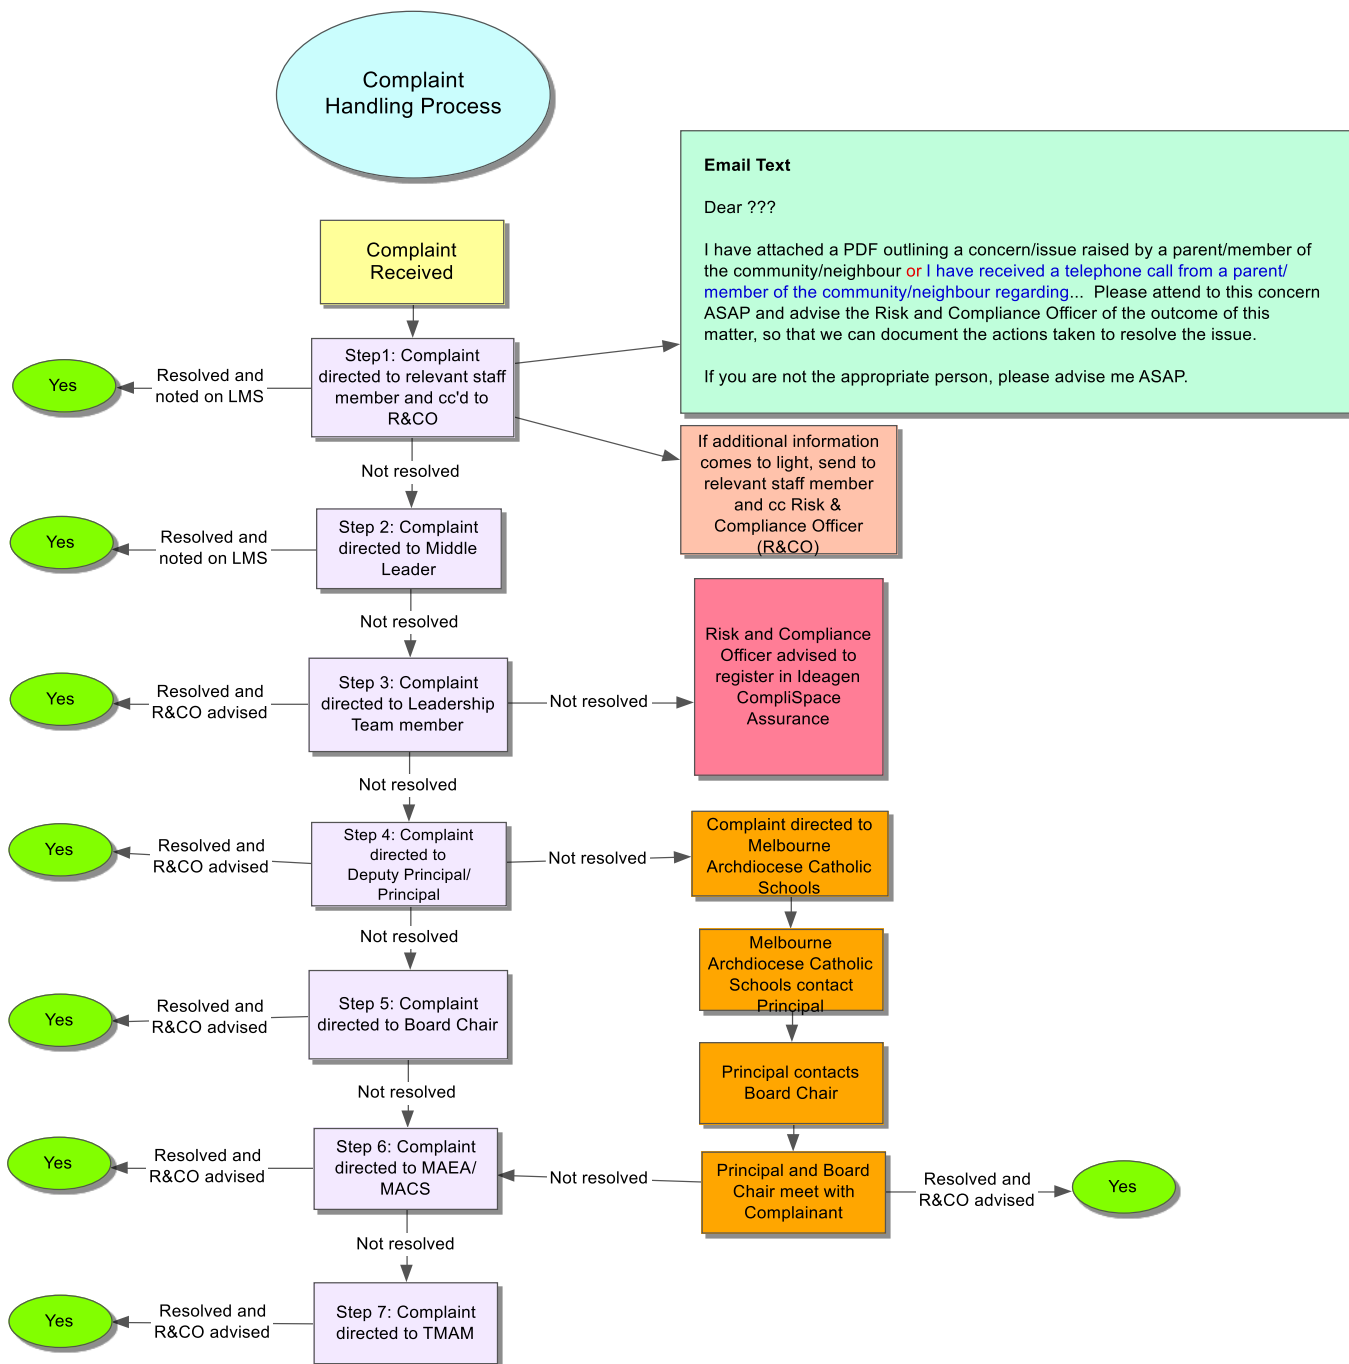 Complaint
Handling Process
Email Text
Dear ???
I have attached a PDF outlining a concern/issue raised by a parent/member of
the community/neighbour or I have received a telephone call from a parent/
member of the community/neighbour regarding... Please attend to this concern
ASAP and advise the Risk and Compliance Officer of the outcome of this
matter, so that we can document the actions taken to resolve the issue.
If you are not the appropriate person, please advise me ASAP.
Complaint
Received
Step1: Complaint
directed to relevant staff
member and cc'd to
R&CO
Resolved and
noted on LMS
Yes
If additional information
comes to light, send to
relevant staff member
and cc Risk &
Compliance Officer
(R&CO)
Not resolved
Step 2: Complaint
directed to Middle
Leader
Resolved and
noted on LMS
Yes
Not resolved
Step 3: Complaint
directed to Leadership
Team member
Resolved and
R&CO advised
Yes
Not resolved
Risk and Compliance
Officer advised to
register in Ideagen
CompliSpace
Assurance
Not resolved
Step 4: Complaint
directed to
Deputy Principal/
Principal
Resolved and
R&CO advised
Yes
Not resolved
Complaint directed to
Melbourne
Archdiocese Catholic
Schools
Not resolved
Melbourne
Archdiocese Catholic
Schools contact
Principal
Step 5: Complaint
directed to Board Chair
Resolved and
R&CO advised
Yes
Principal contacts
Board Chair
Not resolved
Step 6: Complaint
directed to MAEA/
MACS
Resolved and
R&CO advised
Yes
Not resolved
Principal and Board
Chair meet with
Complainant
Resolved and
R&CO advised
Yes
Not resolved
Step 7: Complaint
directed to TMAM
Resolved and
R&CO advised
Yes